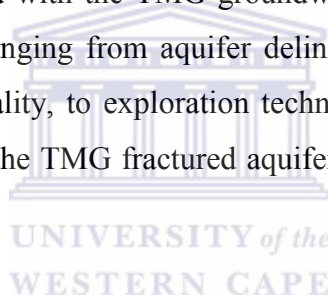 d with the TMG groundw
nging from aquifer delin
ality, to exploration techn
he TMG fractured aquifer
UNIVERSITY of the
WESTERN CAPE